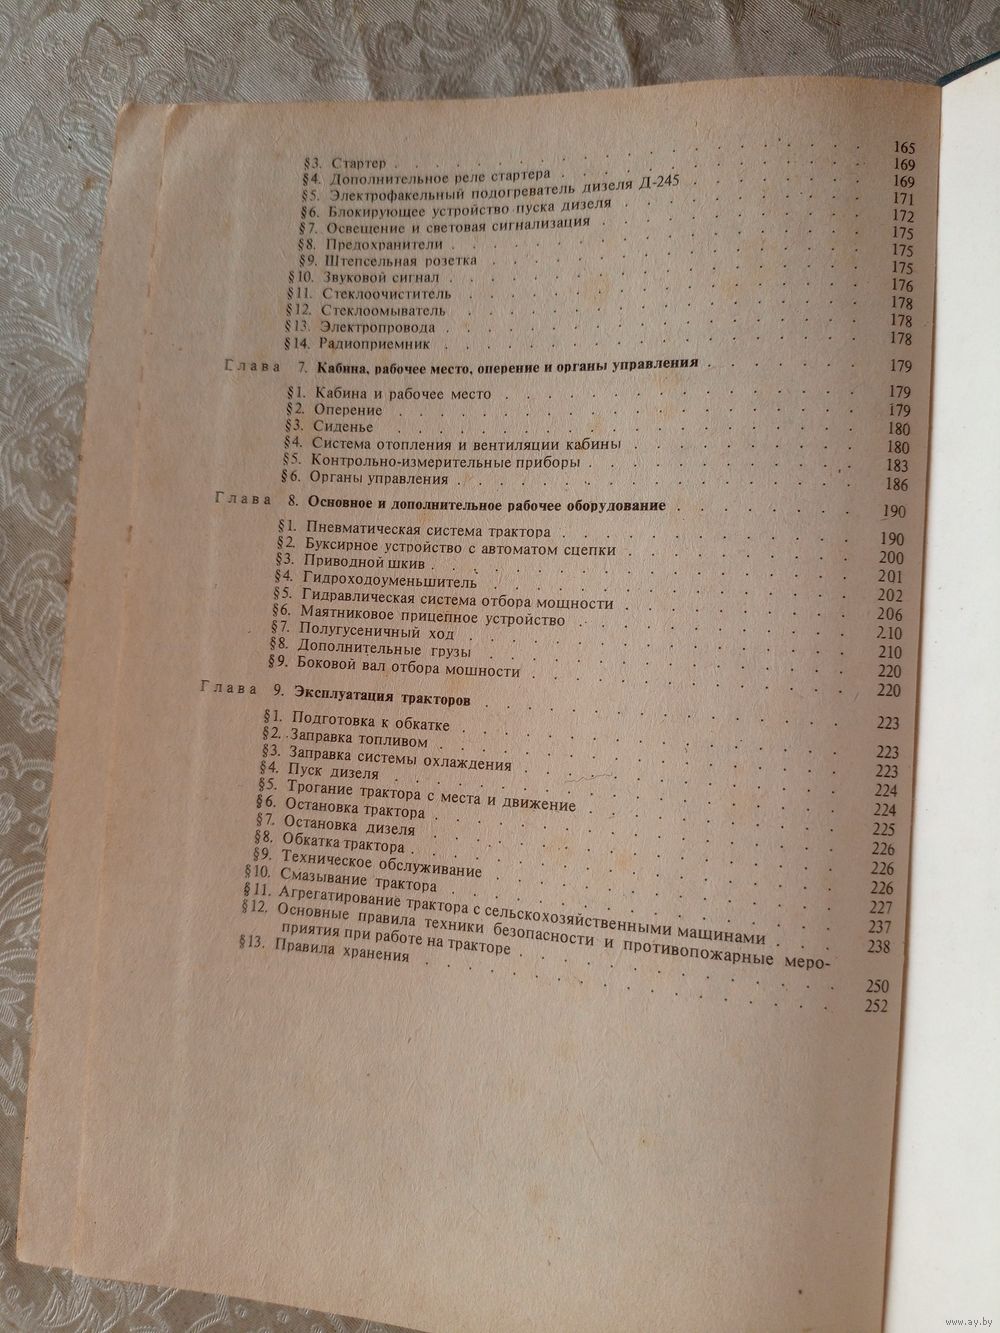 §3. Стартер . . . 165
§4. Дополнительное реле стартера . . . 169
§5. Электрофакельный подогреватель дизеля Д-245 . . . 169
§6. Блокирующее устройство пуска дизеля . . . 171
§7. Освещение и световая сигнализация . . . 172
§8. Предохранители . . . 175
§9. Штепсельная розетка . . . 175
§10. Звуковой сигнал . . . 175
§11. Стеклоочиститель . . . 176
§12. Стеклоомыватель . . . 178
§13. Электропровода . . . 178
§14. Радиоприемник . . . 178
Глава 7. Кабина, рабочее место, оперение и органы управления . . . 179
§1. Кабина и рабочее место . . . 179
§2. Оперение . . . 179
§3. Сиденье . . . 180
§4. Система отопления и вентиляции кабины . . . 180
§5. Контрольно-измерительные приборы . . . 183
§6. Органы управления . . . 186
Глава 8. Основное и дополнительное рабочее оборудование . . . 190
§1. Пневматическая система трактора . . . 190
§2. Буксирное устройство с автоматом сцепки . . . 200
§3. Приводной шкив . . . 201
§4. Гидроходоуменьшитель . . . 202
§5. Гидравлическая система отбора мощности . . . 206
§6. Маятниковое прицепное устройство . . . 210
§7. Полугусеничный ход . . . 210
§8. Дополнительные грузы . . . 220
§9. Боковой вал отбора мошности . . . 220
Глава 9. Эксплуатация тракторов . . . 223
§1. Подготовка к обкатке . . . 223
§2. Заправка топливом . . . 223
§3. Заправка системы охлаждения . . . 224
§4. Пуск дизеля . . . 224
§5. Трогание трактора с места и движение . . . 225
§6. Остановка трактора . . . 226
§7. Остановка дизеля . . . 226
§8. Обкатка трактора . . . 226
§9. Техническое обслуживание . . . 227
§10. Смазывание трактора . . . 237
§11. Агрегатирование трактора с сельскохозяйственными машинами . . . 238
§12. Основные правила техники безопасности и противопожарные меро-
приятия при работе на тракторе . . . 250
§13. Правила хранения . . . 252
www.ay.by